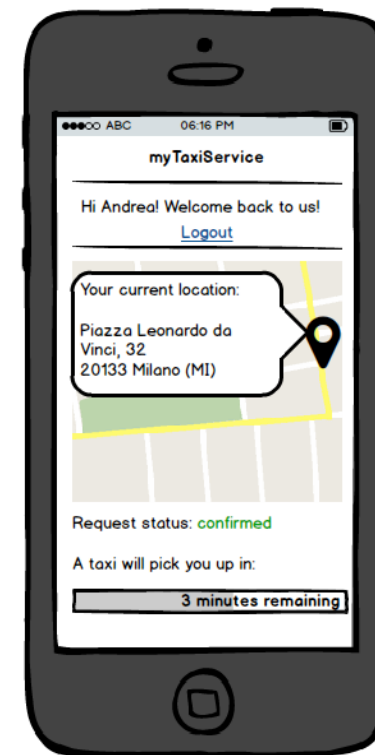 ABC 06:16 PM
myTaxiService
Hi Andrea! Welcome back to us!
Logout
Your current location:
Piazza Leonardo da
Vinci, 32
20133 Milano (MI)
Request status: confirmed
A taxi will pick you up in:
3 minutes remaining